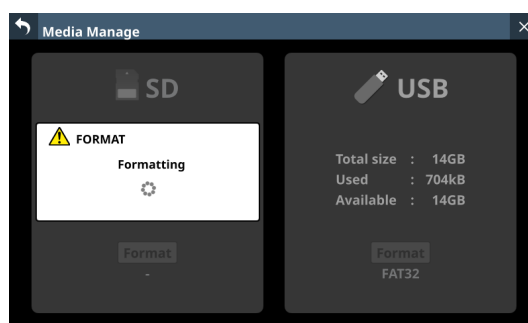 Media Manage
SD
FORMAT
Formatting
Format
-
USB
Total size : 14GB
Used : 704kB
Available : 14GB
Format
FAT32